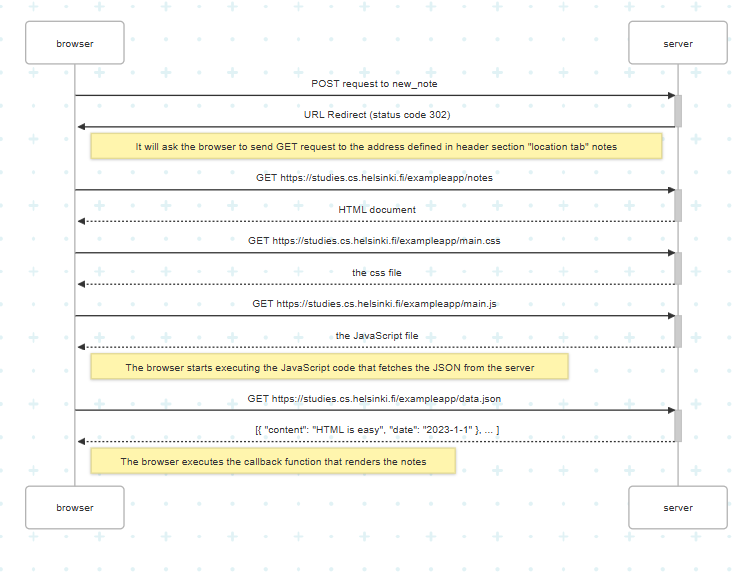 browser
server
POST request to new_note
URL Redirect (status code 302)
It will ask the browser to send GET request to the address defined in header section "location tab" notes
GET https://studies.cs.helsinki.fi/exampleapp/notes
HTML document
GET https://studies.cs.helsinki.fi/exampleapp/main.css
the css file
GET https://studies.cs.helsinki.fi/exampleapp/main.js
the JavaScript file
The browser starts executing the JavaScript code that fetches the JSON from the server
GET https://studies.cs.helsinki.fi/exampleapp/data.json
[{ "content": "HTML is easy", "date": "2023-1-1" }, ... ]
The browser executes the callback function that renders the notes
browser
server